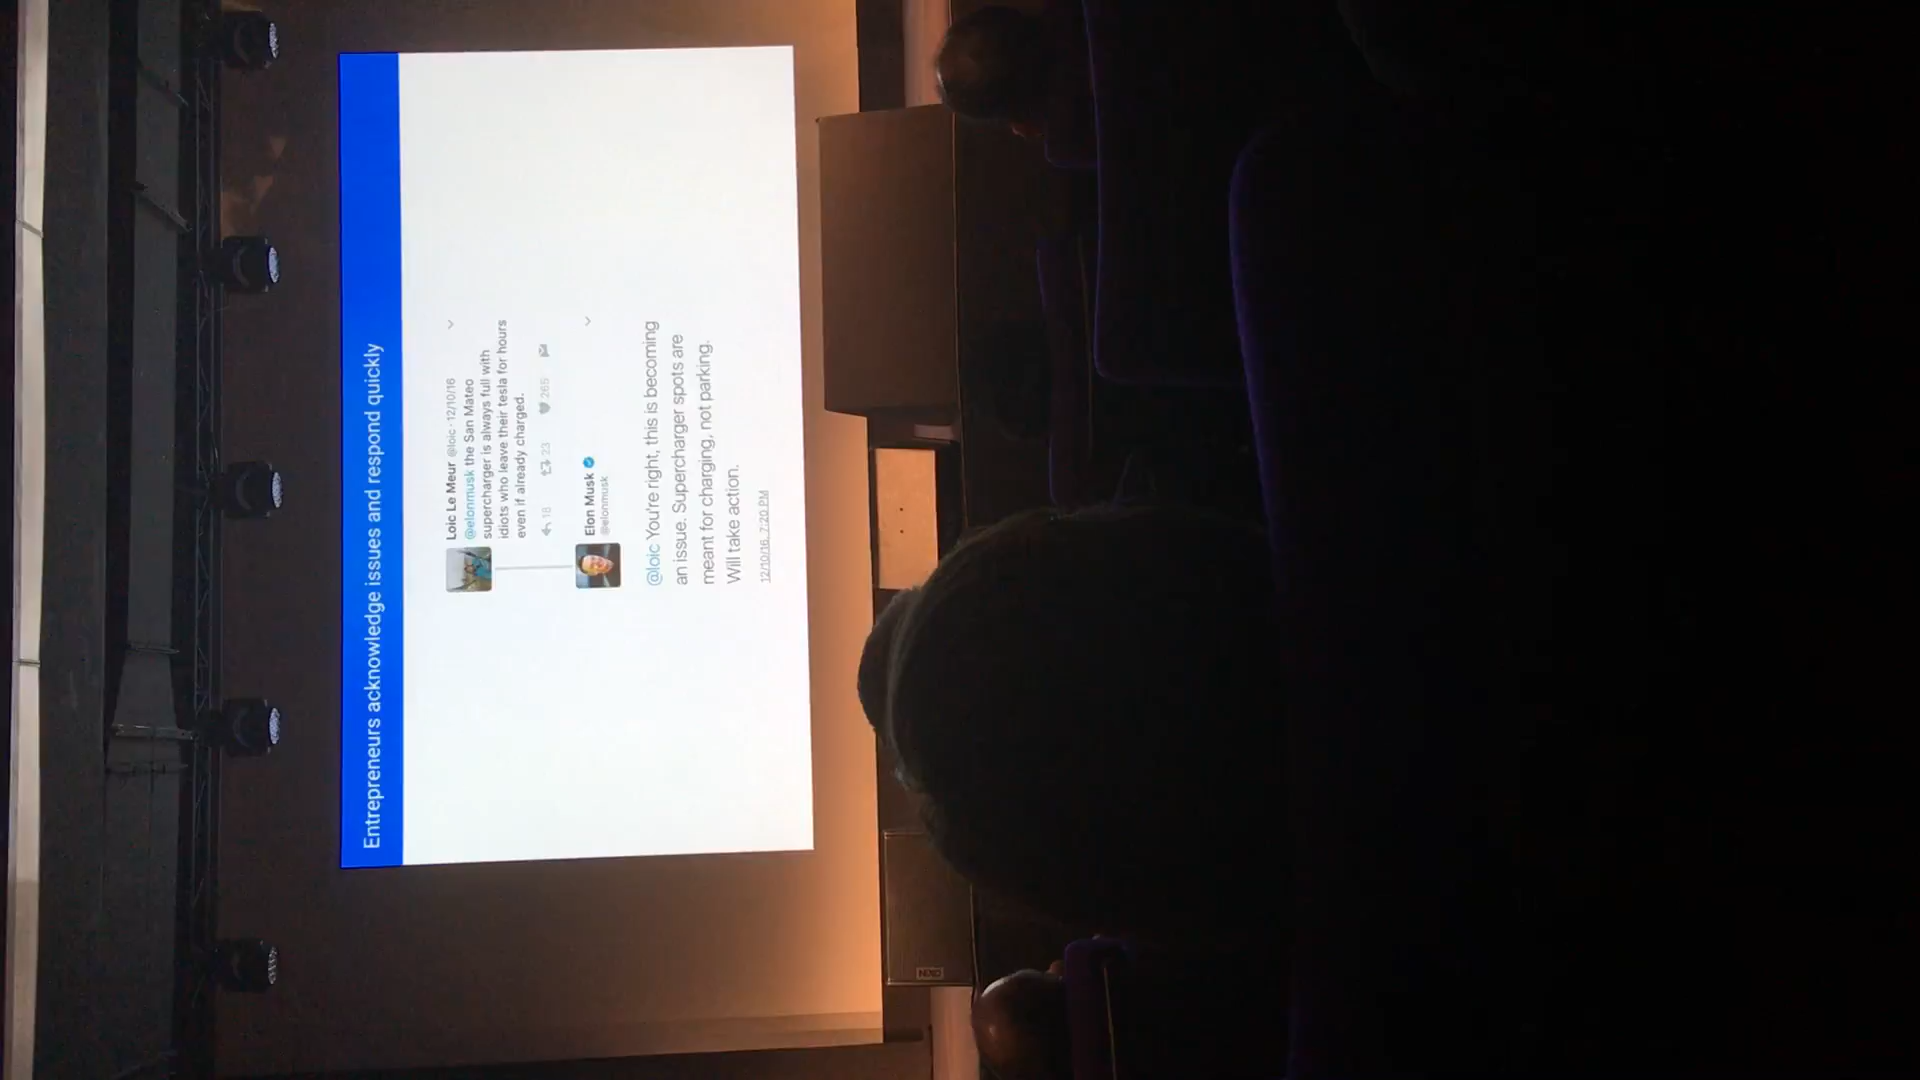 Entrepreneurs acknowledge issues and respond quickly
Loic Le Meur @loic · 12/10/16
@elonmusk the San Mateo
supercharger is always full with
idiots who leave their tesla for hours
even if already charged.
18 23 265
Elon Musk
@elonmusk
@loic You're right, this is becoming
an issue. Supercharger spots are
meant for charging, not parking.
Will take action.
12/10/16, 7:20 PM
NEXO